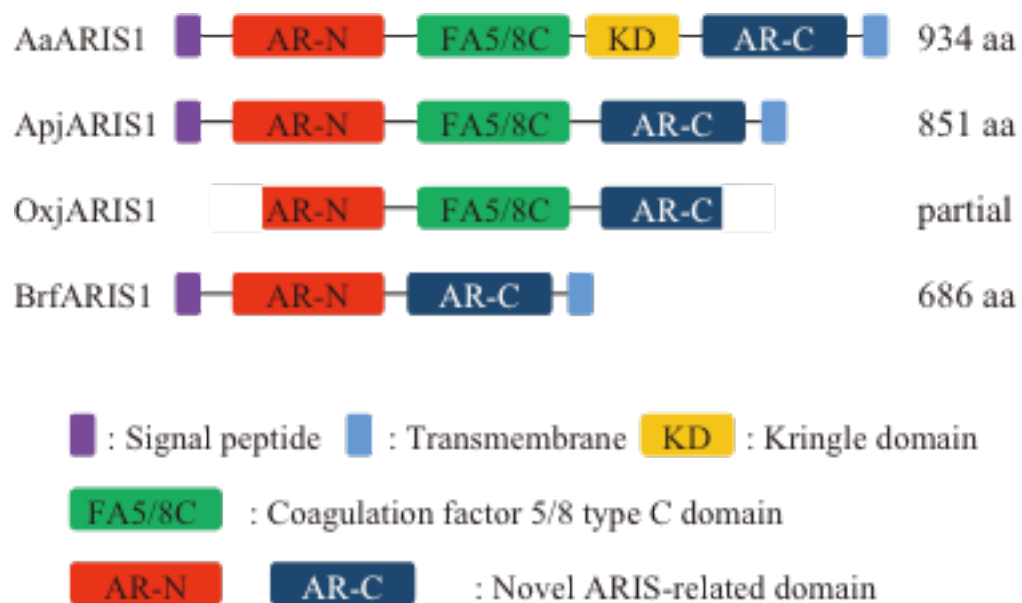 AaARIS1 AR-N FA5/8C KD AR-C 934 aa
ApjARIS1 AR-N FA5/8C AR-C 851 aa
OxjARIS1 AR-N FA5/8C AR-C partial
BrfARIS1 AR-N AR-C 686 aa
: Signal peptide : Transmembrane KD : Kringle domain
FA5/8C : Coagulation factor 5/8 type C domain
AR-N AR-C : Novel ARIS-related domain